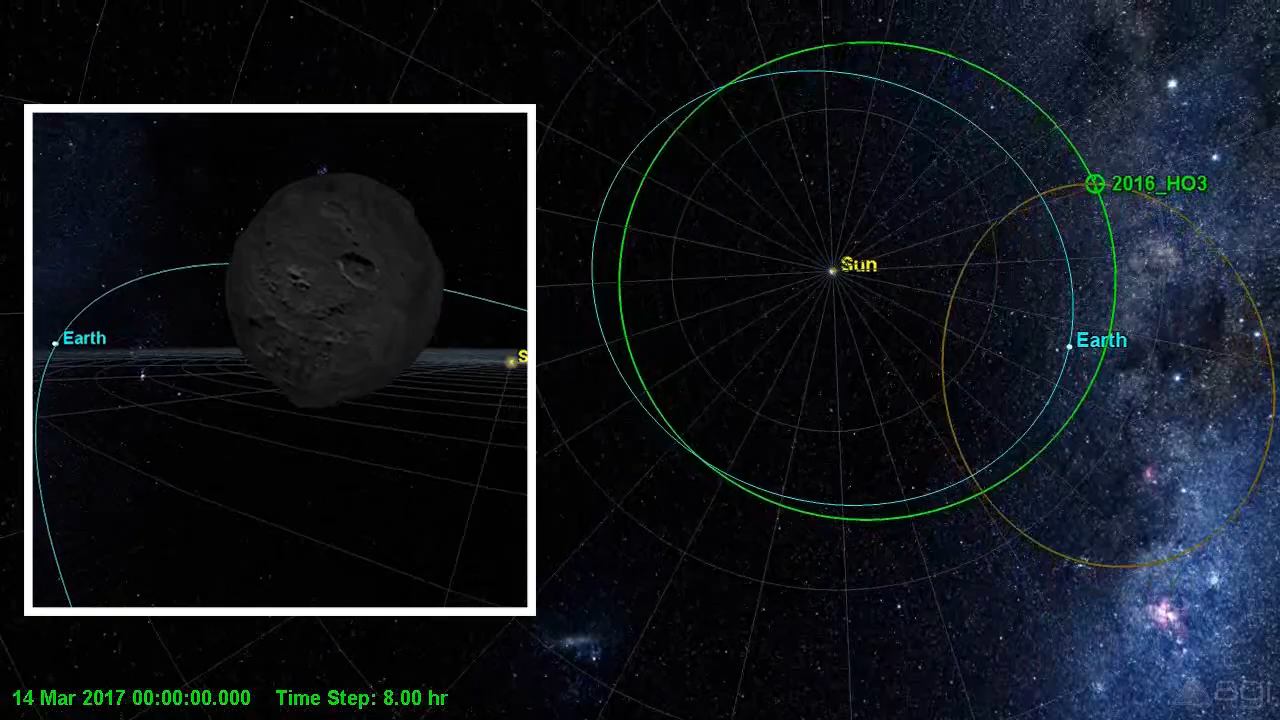 2016_HO3
Sun
Earth
Earth
S
14 Mar 2017 00:00:00.000 Time Step: 8.00 hr
agi